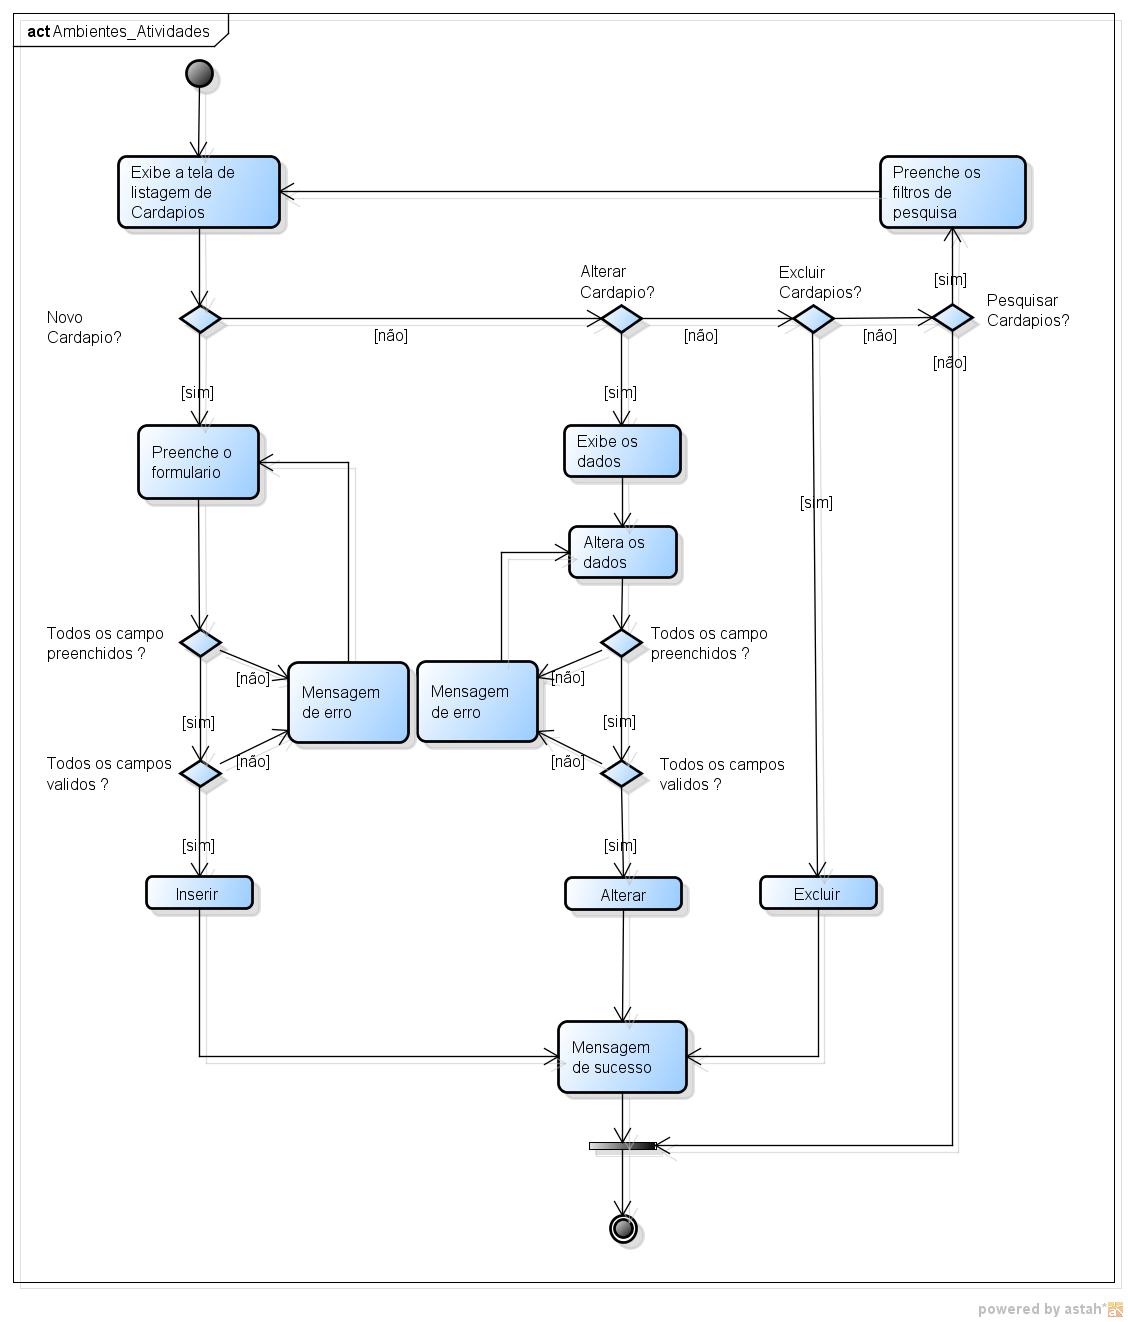 act Ambientes_Atividades
Exibe a tela de
listagem de
Cardapios
Preenche os
filtros de
pesquisa
Novo
Cardapio?
[não]
Alterar
Cardapio?
[não]
Excluir
Cardapios?
[não]
[sim]
Pesquisar
Cardapios?
[não]
[sim]
[sim]
[sim]
Preenche o
formulario
Exibe os
dados
Altera os
dados
Todos os campo
preenchidos ?
[não]
Mensagem
de erro
Mensagem
de erro
[não]
Todos os campo
preenchidos ?
[sim]
[sim]
Todos os campos
validos ?
[não]
[não]
Todos os campos
validos ?
[sim]
[sim]
Inserir
Alterar
Excluir
Mensagem
de sucesso
powered by astah*